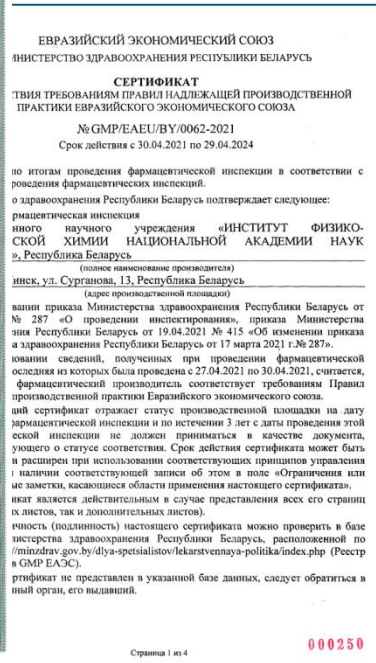 ЕВРАЗИЙСКИЙ ЭКОНОМИЧЕСКИЙ СОЮЗ
ИНИСТЕРСТВО ЗДРАВООХРАНЕНИЯ РЕСПУБЛИКИ БЕЛАРУСЬ
СЕРТИФИКАТ
ТВИЯ ТРЕБОВАНИЯМ ПРАВИЛ НАДЛЕЖАЩЕЙ ПРОИЗВОДСТВЕННОЙ
ПРАКТИКИ ЕВРАЗИЙСКОГО ЭКОНОМИЧЕСКОГО СОЮЗА
№ GMP/EAEU/BY/0062-2021
Срок действия с 30.04.2021 по 29.04.2024
по итогам проведения фармацевтической инспекции в соответствии с
роведения фармацевтических инспекций.
о здравоохранения Республики Беларусь подтверждает следующее:
рмацевтическая инспекция
нного научного учреждения «ИНСТИТУТ ФИЗИКО-
СКОЙ ХИМИИ НАЦИОНАЛЬНОЙ АКАДЕМИИ НАУК
», Республика Беларусь
(полное наименование производителя)
инск, ул. Сурганова, 13, Республика Беларусь
(адрес производственной площадки)
вании приказа Министерства здравоохранения Республики Беларусь от
№ 287 «О проведении инспектирования», приказа Министерства
ния Республики Беларусь от 19.04.2021 № 415 «Об изменении приказа
а здравоохранения Республики Беларусь от 17 марта 2021 г.№ 287».
овании сведений, полученных при проведении фармацевтической
оследняя из которых была проведена с 27.04.2021 по 30.04.2021, считается,
фармацевтический производитель соответствует требованиям Правил
производственной практики Евразийского экономического союза.
щий сертификат отражает статус производственной площадки на дату
армацевтической инспекции и по истечении 3 лет с даты проведения этой
еской инспекции не должен приниматься в качестве документа,
ующего о статусе соответствия. Срок действия сертификата может быть
и расширен при использовании соответствующих принципов управления
и наличии соответствующей записи об этом в поле «Ограничения или
ые заметки, касающиеся области применения настоящего сертификата».
икат является действительным в случае представления всех его страниц
х листов, так и дополнительных листов).
ичность (подлинность) настоящего сертификата можно проверить в базе
нистерства здравоохранения Республики Беларусь, расположенной по
//minzdrav.gov.by/dlya-spetsialistov/lekarstvennaya-politika/index.php (Реестр
в GMP ЕАЭС).
ртификат не представлен в указанной базе данных, следует обратиться в
нный орган, его выдавший.
Страница 1 из 4
000250